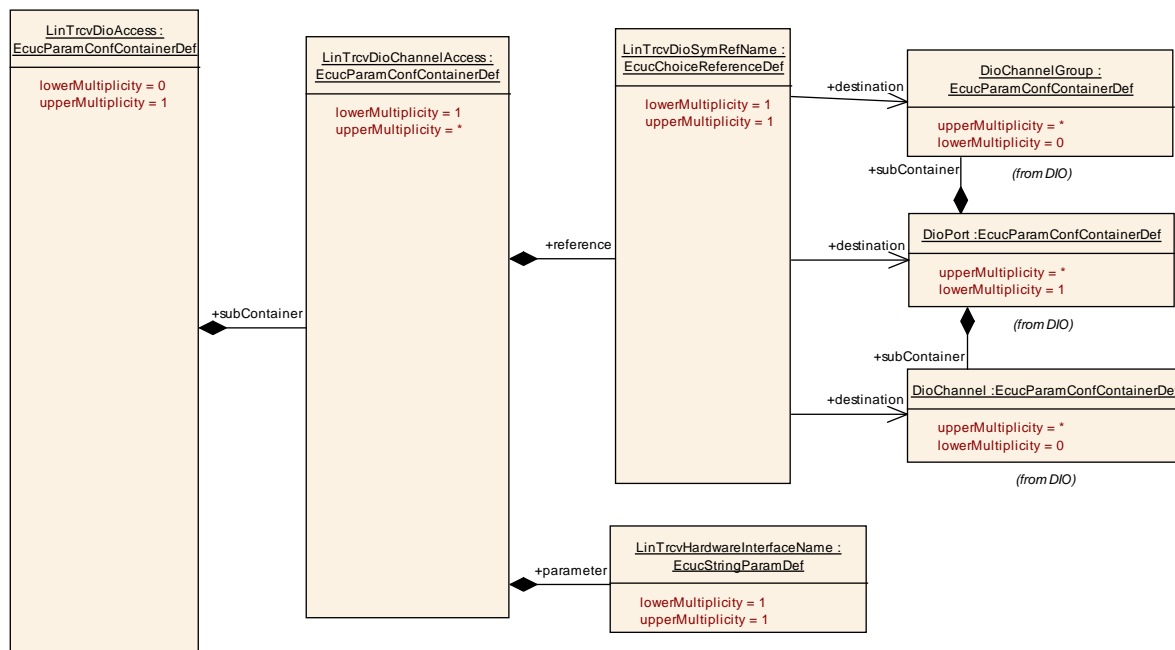 LinTrcvDioAccess :
EcucParamConfContainerDef
lowerMultiplicity = 0
upperMultiplicity = 1
+subContainer
LinTrcvDioChannelAccess :
EcucParamConfContainerDef
lowerMultiplicity = 1
upperMultiplicity = *
+reference
LinTrcvDioSymRefName :
EcucChoiceReferenceDef
lowerMultiplicity = 1
upperMultiplicity = 1
+destination
DioChannelGroup :
EcucParamConfContainerDef
upperMultiplicity = *
lowerMultiplicity = 0
(from DIO)
+subContainer
+destination
DioPort :EcucParamConfContainerDef
upperMultiplicity = *
lowerMultiplicity = 1
(from DIO)
+subContainer
+destination
DioChannel :EcucParamConfContainerDe
upperMultiplicity = *
lowerMultiplicity = 0
(from DIO)
+parameter
LinTrcvHardwareInterfaceName :
EcucStringParamDef
lowerMultiplicity = 1
upperMultiplicity = 1